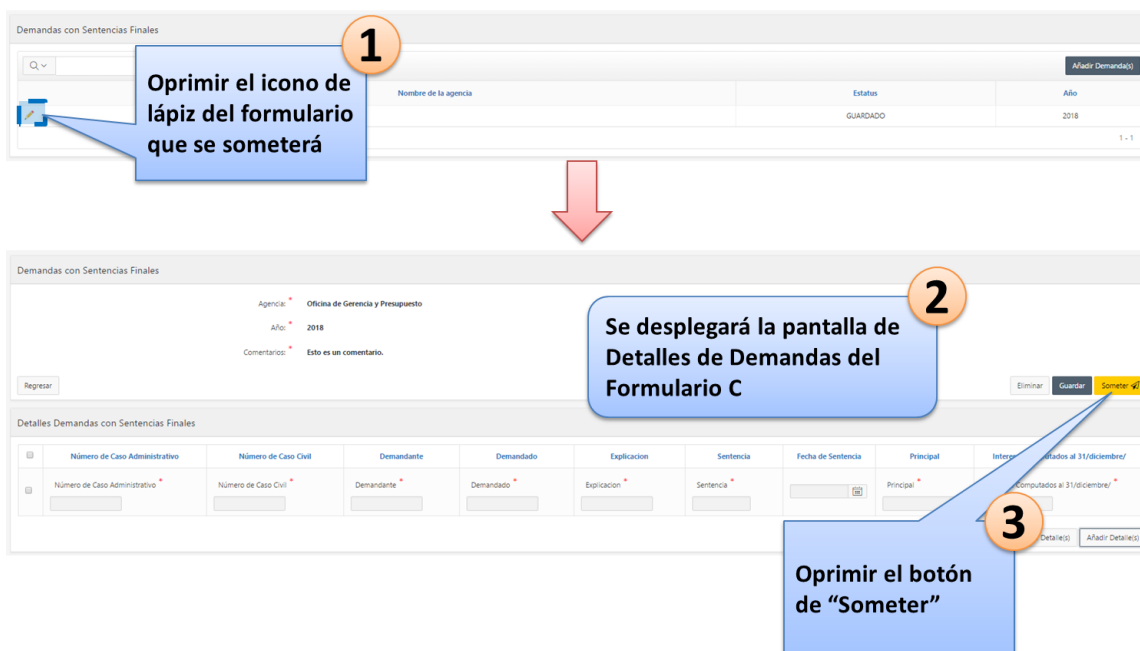 Demandas con Sentencias Finales
1
Oprimir el icono de
lápiz del formulario
que se someterá
Añadir Demanda(s)
Nombre de la agencia
Estatus
Año
GUARDADO
2018
1 - 1
Demandas con Sentencias Finales
Agencia: * Oficina de Gerencia y Presupuesto
Año: * 2018
Comentarios: * Esto es un comentario.
2
Se desplegará la pantalla de
Detalles de Demandas del
Formulario C
Regresar
Eliminar
Guardar
Someter
Detalles Demandas con Sentencias Finales
Número de Caso Administrativo
Número de Caso Civil
Demandante
Demandado
Explicacion
Sentencia
Fecha de Sentencia
Principal
Computados al 31/diciembre/
Número de Caso Administrativo *
Número de Caso Civil *
Demandante *
Demandado *
Explicacion *
Sentencia *
Principal *
Computados al 31/diciembre/ *
3
Detalle(s)
Añadir Detalle(s)
Oprimir el botón
de “Someter”